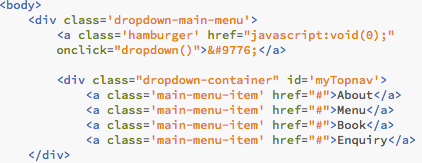 <body>
<div class='dropdown-main-menu'>
<a class='hamburger' href="javascript:void(0);"
onclick="dropdown()">&#9776;</a>
<div class="dropdown-container" id='myTopnav'>
<a class='main-menu-item' href="#">About</a>
<a class='main-menu-item' href="#">Menu</a>
<a class='main-menu-item' href="#">Book</a>
<a class='main-menu-item' href="#">Enquiry</a>
</div>